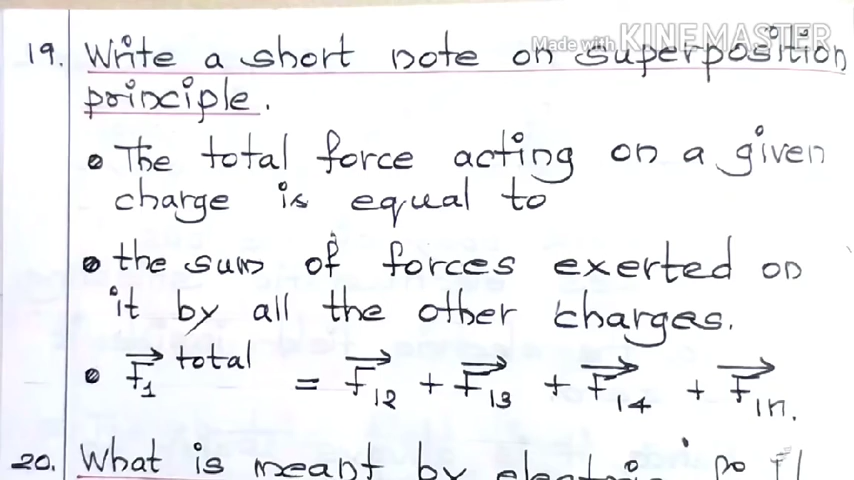 Made with KINEMASTER
19. Write a short note on superposition
principle.
• The total force acting on a given
charge is equal to
• the sum of forces exerted on
it by all the other charges.
• F₁ total = F₁₂ + F₁₃ + F₁₄ + F₁ₙ.
20. What is meant by electric